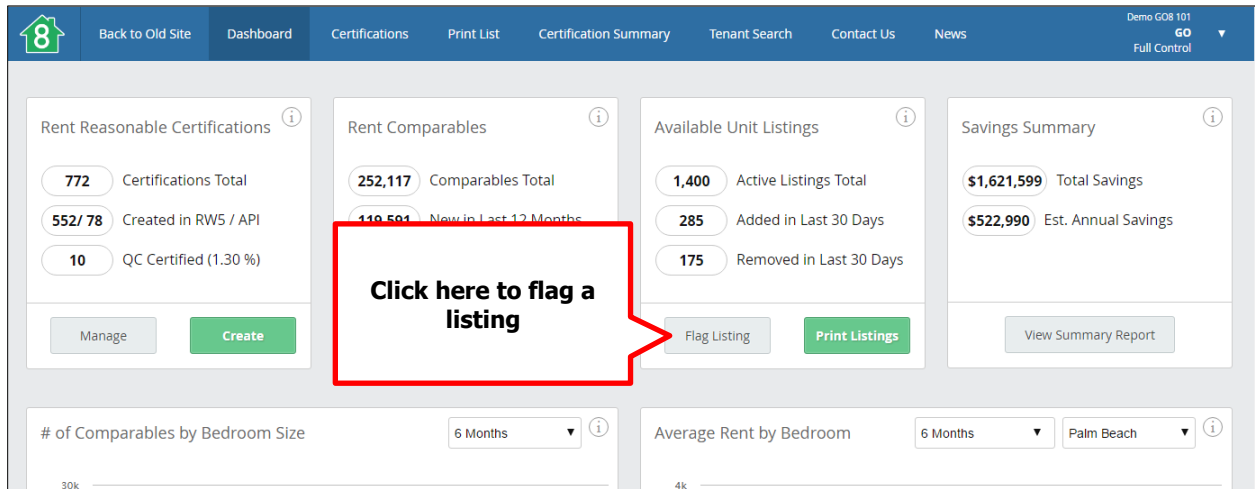 8
Back to Old Site
Dashboard
Certifications
Print List
Certification Summary
Tenant Search
Contact Us
News
Demo GO8 101
GO
Full Control
Rent Reasonable Certifications
772 Certifications Total
552/ 78 Created in RW5 / API
10 QC Certified (1.30 %)
Manage
Create
Rent Comparables
252,117 Comparables Total
119,591 New in Last 12 Months
Click here to flag a
listing
Available Unit Listings
1,400 Active Listings Total
285 Added in Last 30 Days
175 Removed in Last 30 Days
Flag Listing
Print Listings
Savings Summary
$1,621,599 Total Savings
$522,990 Est. Annual Savings
View Summary Report
# of Comparables by Bedroom Size
6 Months
30k
Average Rent by Bedroom
6 Months
Palm Beach
4k